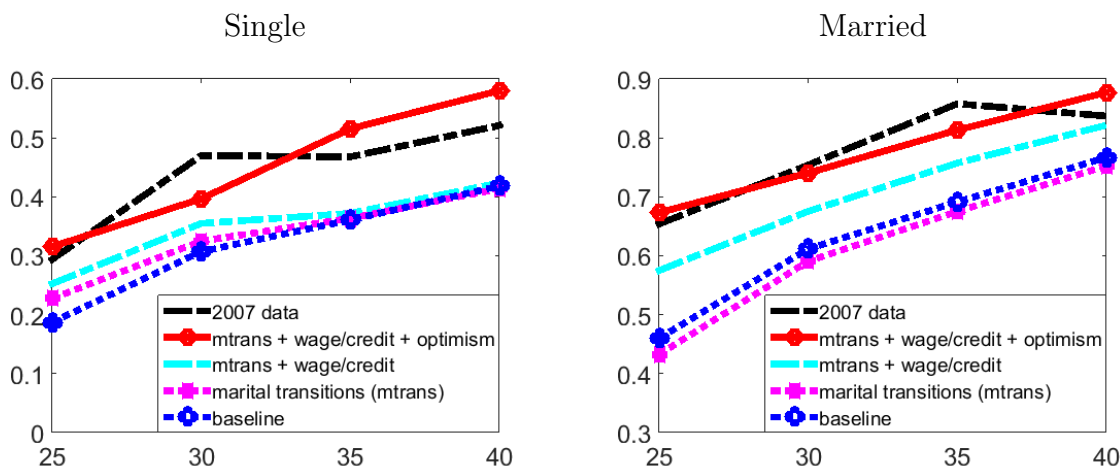 Single
0.6
0.5
0.4
0.3
0.2
0.1
0
25 30 35 40
2007 data
mtrans + wage/credit + optimism
mtrans + wage/credit
marital transitions (mtrans)
baseline
Married
0.9
0.8
0.7
0.6
0.5
0.4
0.3
25 30 35 40
2007 data
mtrans + wage/credit + optimism
mtrans + wage/credit
marital transitions (mtrans)
baseline